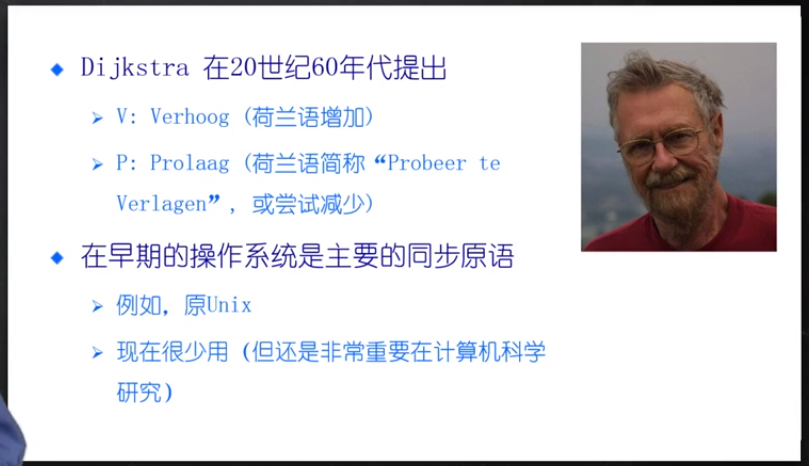 Dijkstra 在20世纪60年代提出
V: Verhoog (荷兰语增加)
P: Prolaag (荷兰语简称“Probeer te
Verlagen”, 或尝试减少)
在早期的操作系统是主要的同步原语
例如, 原Unix
现在很少用 (但还是非常重要在计算机科学
研究)